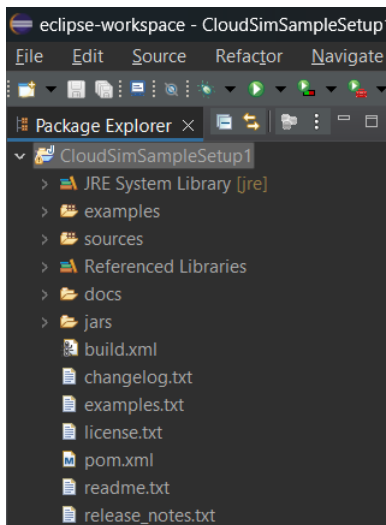 eclipse-workspace - CloudSimSampleSetup1
File Edit Source Refactor Navigate
Package Explorer
CloudSimSampleSetup1
JRE System Library [jre]
examples
sources
Referenced Libraries
docs
jars
build.xml
changelog.txt
examples.txt
license.txt
pom.xml
readme.txt
release_notes.txt